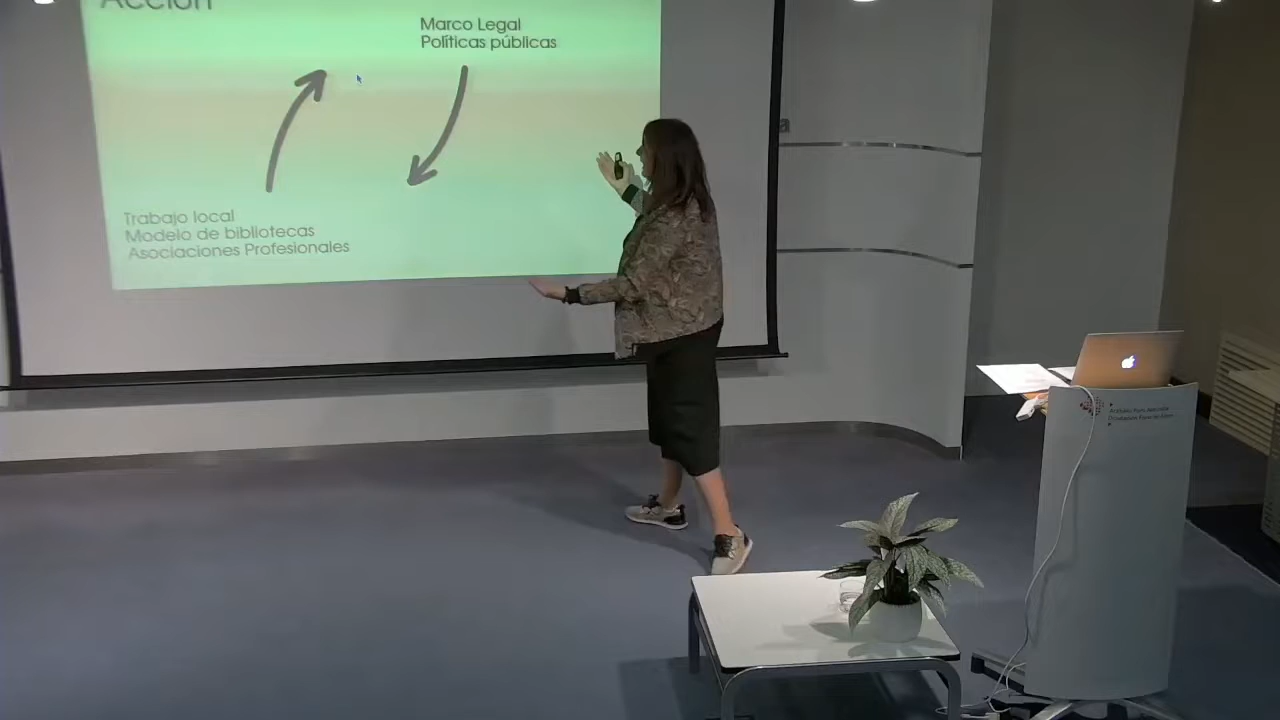 Acción
Marco Legal
Políticas públicas
Trabajo local
Modelo de bibliotecas
Asociaciones Profesionales